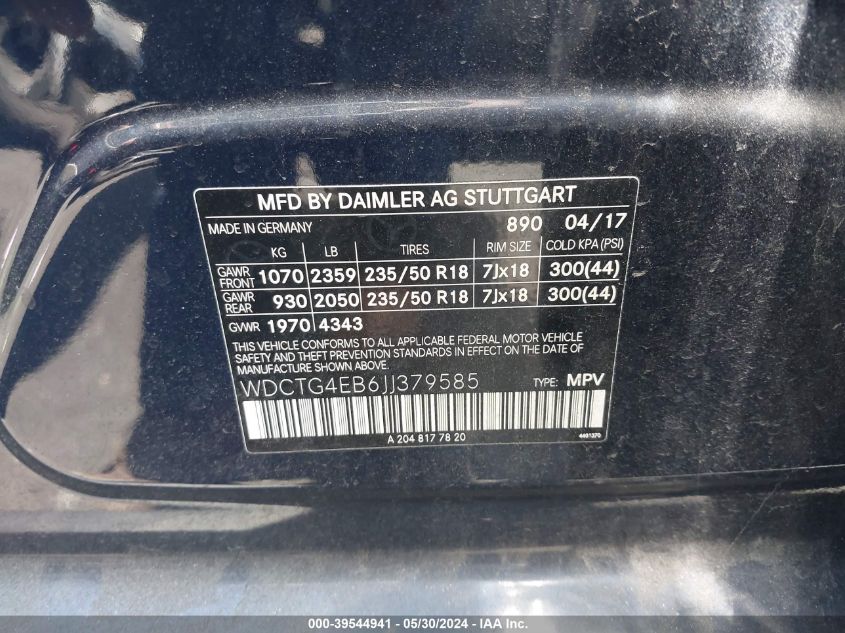 MFD BY DAIMLER AG STUTTGART
MADE IN GERMANY 890 04/17
KG LB TIRES RIM SIZE COLD KPA (PSI)
GAWR FRONT 1070 2359 235/50 R18 7Jx18 300(44)
GAWR REAR 930 2050 235/50 R18 7Jx18 300(44)
GVWR 1970 4343
THIS VEHICLE CONFORMS TO ALL APPLICABLE FEDERAL MOTOR VEHICLE
SAFETY AND THEFT PREVENTION STANDARDS IN EFFECT ON THE DATE OF
MANUFACTURE SHOWN ABOVE.
WDCTG4EB6JJ379585 TYPE: MPV
A 204 817 78 20 4461370
000-39544941 - 05/30/2024 - IAA Inc.